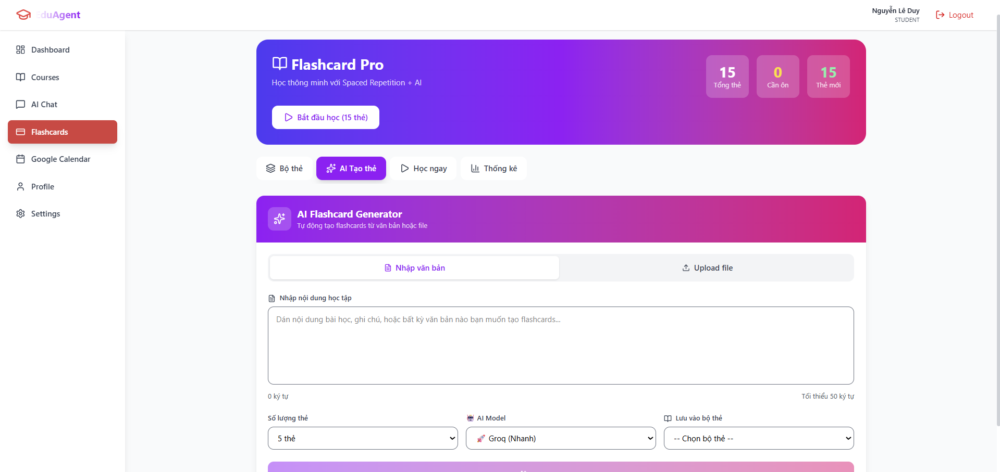 EduAgent
Nguyễn Lê Duy
STUDENT
Logout
Dashboard
Courses
AI Chat
Flashcards
Google Calendar
Profile
Settings
Flashcard Pro
Học thông minh với Spaced Repetition + AI
15
Tổng thẻ
0
Cần ôn
15
Thẻ mới
Bắt đầu học (15 thẻ)
Bộ thẻ
AI Tạo thẻ
Học ngay
Thống kê
AI Flashcard Generator
Tự động tạo flashcards từ văn bản hoặc file
Nhập văn bản
Upload file
Nhập nội dung học tập
Dán nội dung bài học, ghi chú, hoặc bất kỳ văn bản nào bạn muốn tạo flashcards...
0 ký tự
Tối thiểu 50 ký tự
Số lượng thẻ
AI Model
Lưu vào bộ thẻ
5 thẻ
🚀 Groq (Nhanh)
-- Chọn bộ thẻ --